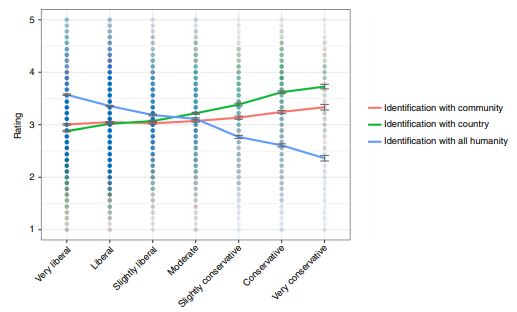 5
4
3
2
1
Rating
Very liberal
Liberal
Slightly liberal
Moderate
Slightly conservative
Conservative
Very conservative
Identification with community
Identification with country
Identification with all humanity